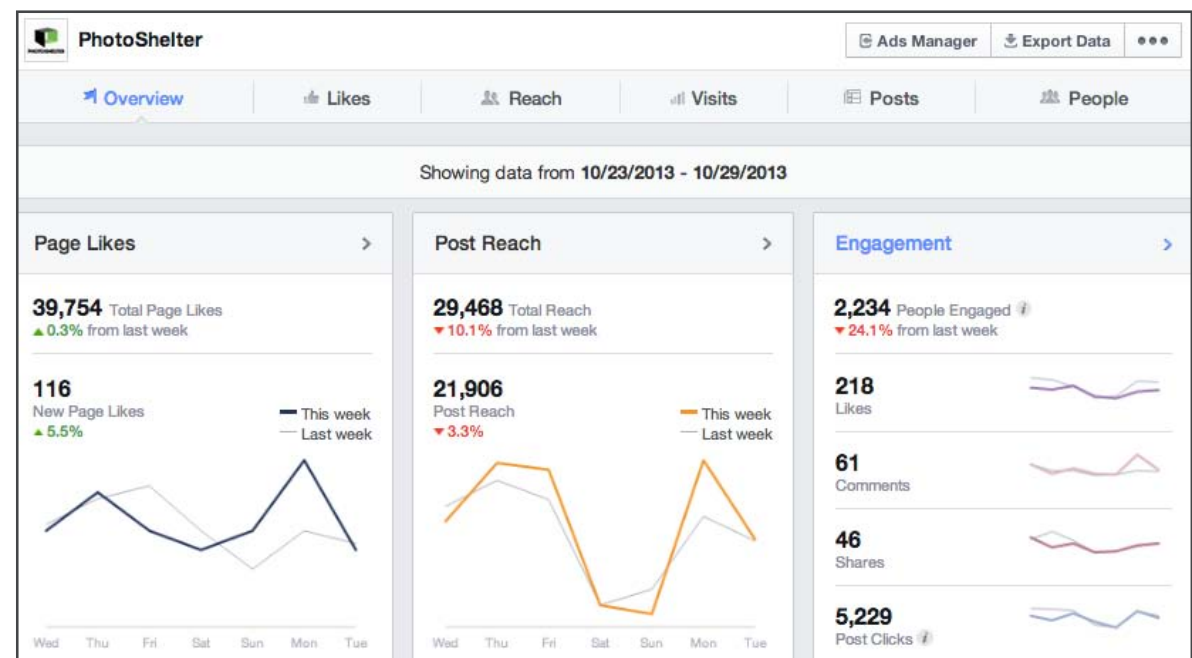 PhotoShelter
Ads Manager
Export Data
Overview
Likes
Reach
Visits
Posts
People
Showing data from 10/23/2013 - 10/29/2013
Page Likes
39,754 Total Page Likes
0.3% from last week
116
New Page Likes
5.5%
This week
Last week
Wed Thu Fri Sat Sun Mon Tue
Post Reach
29,468 Total Reach
10.1% from last week
21,906
Post Reach
3.3%
This week
Last week
Wed Thu Fri Sat Sun Mon Tue
Engagement
2,234 People Engaged
24.1% from last week
218
Likes
61
Comments
46
Shares
5,229
Post Clicks